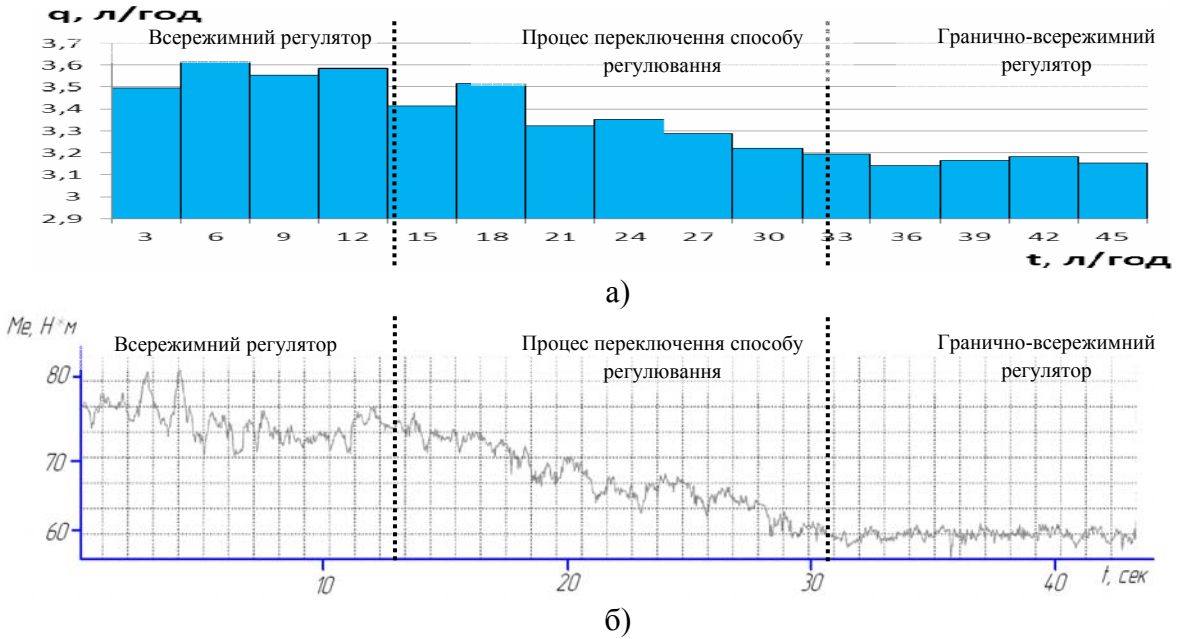 q, л/год
Всережимний регулятор
Процес переключення способу
регулювання
Гранично-всережимний
регулятор
3,7
3,6
3,5
3,4
3,3
3,2
3,1
3
2,9
3 6 9 12 15 18 21 24 27 30 33 36 39 42 45
t, л/год
а)
Me, Н*м
Всережимний регулятор
Процес переключення способу
регулювання
Гранично-всережимний
регулятор
80
70
60
10 20 30 40 t, сек
б)